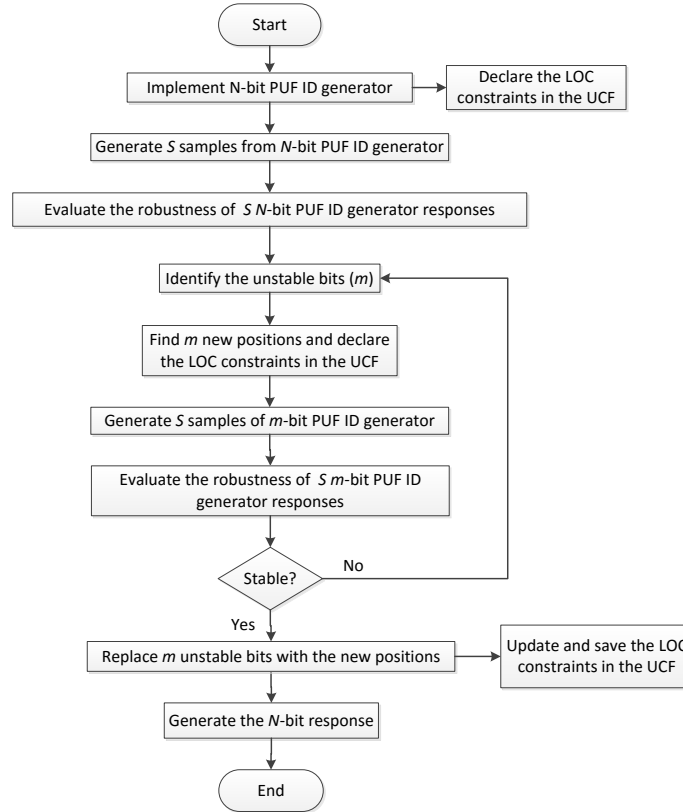 Start
Implement N-bit PUF ID generator
Declare the LOC
constraints in the UCF
Generate S samples from N-bit PUF ID generator
Evaluate the robustness of S N-bit PUF ID generator responses
Identify the unstable bits (m)
Find m new positions and declare
the LOC constraints in the UCF
Generate S samples of m-bit PUF ID generator
Evaluate the robustness of S m-bit PUF ID
generator responses
Stable?
No
Yes
Replace m unstable bits with the new positions
Update and save the LOC
constraints in the UCF
Generate the N-bit response
End